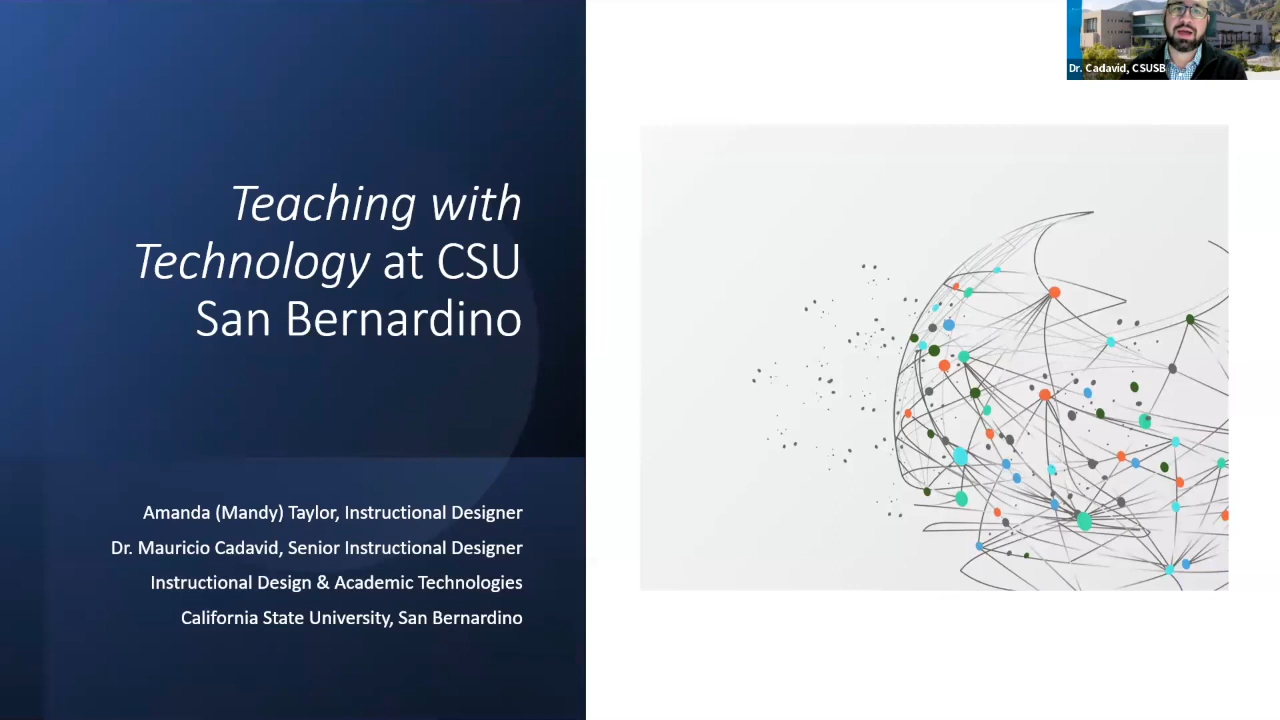 Teaching with
Technology at CSU
San Bernardino
Amanda (Mandy) Taylor, Instructional Designer
Dr. Mauricio Cadavid, Senior Instructional Designer
Instructional Design & Academic Technologies
California State University, San Bernardino
Dr. Cadavid, CSUSB